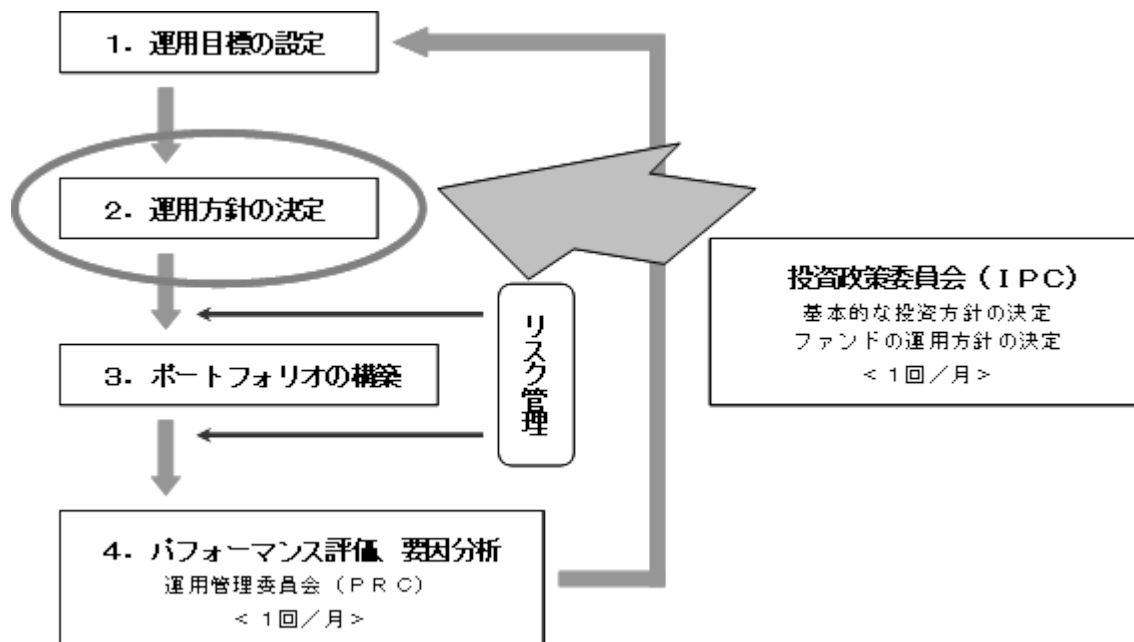 1. 運用目標の設定
2. 運用方針の決定
3. ポートフォリオの構築
4. パフォーマンス評価、要因分析
運用管理委員会(PRC)
<1回/月>
リスク管理
投資政策委員会(IPC)
基本的な投資方針の決定
ファンドの運用方針の決定
<1回/月>